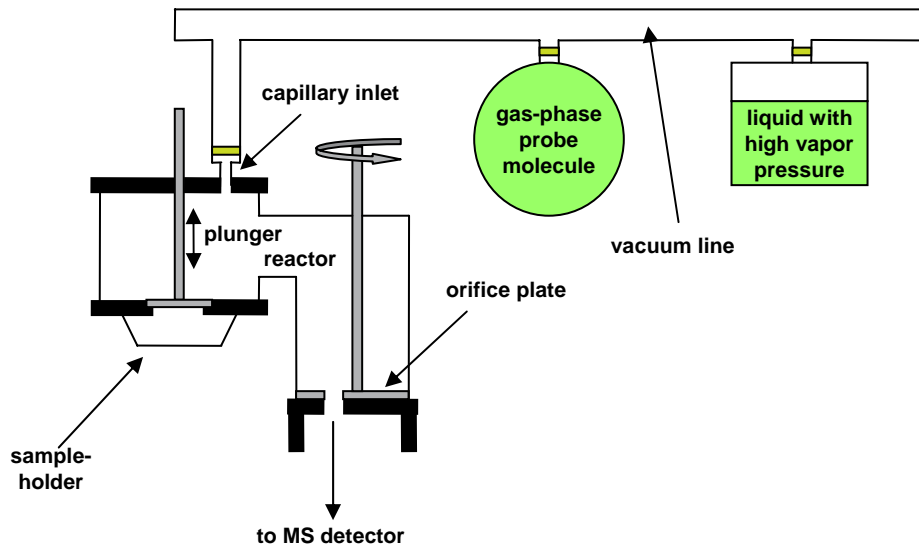 capillary inlet
gas-phase
probe
molecule
liquid with
high vapor
pressure
plunger
reactor
vacuum line
orifice plate
sample-
holder
to MS detector